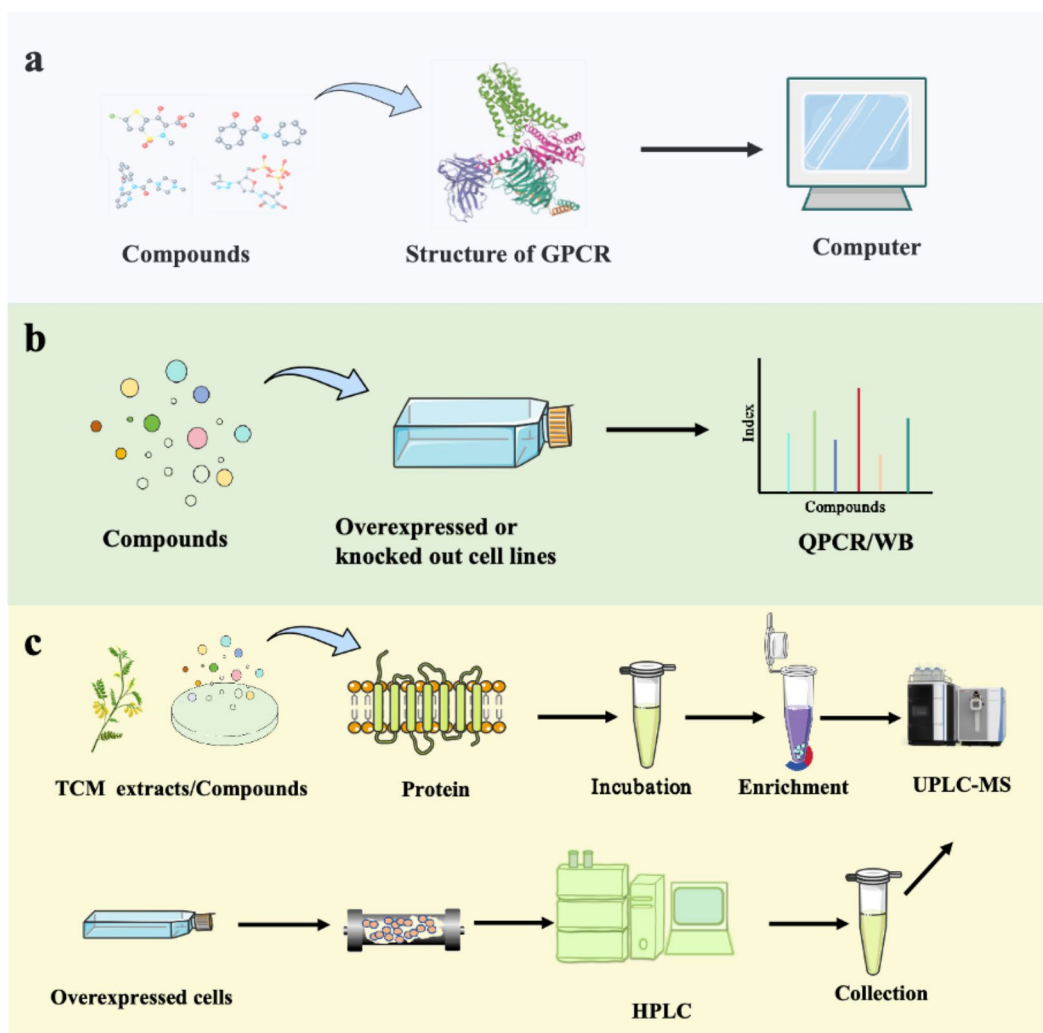 a
Compounds
Structure of GPCR
Computer
b
Compounds
Overexpressed or
knocked out cell lines
Index
Compounds
QPCR/WB
c
TCM extracts/Compounds
Protein
Incubation
Enrichment
UPLC-MS
Overexpressed cells
HPLC
Collection